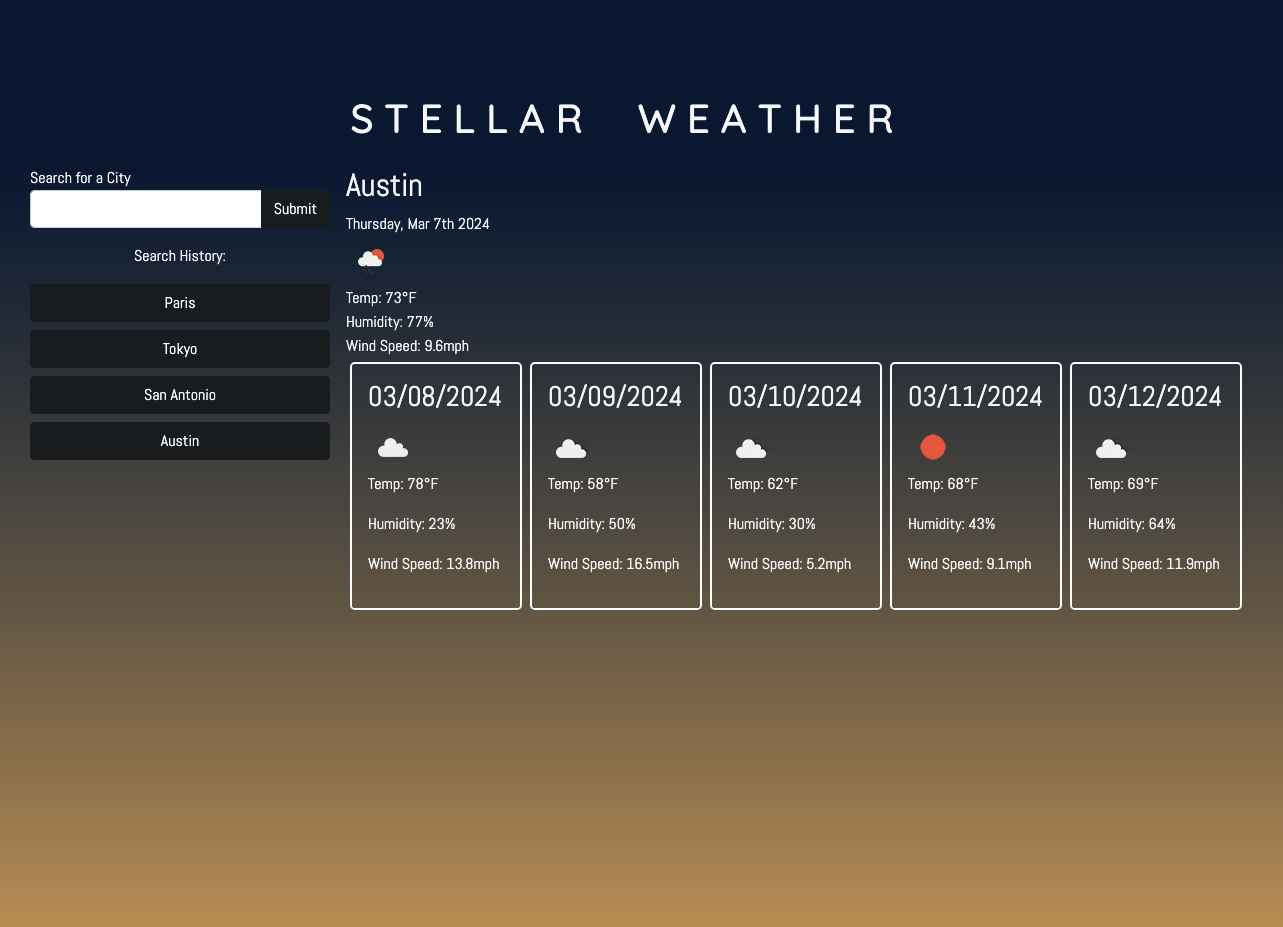 STELLAR WEATHER
Search for a City
Submit
Search History:
Paris
Tokyo
San Antonio
Austin
Austin
Thursday, Mar 7th 2024
Temp: 73°F
Humidity: 77%
Wind Speed: 9.6mph
03/08/2024
Temp: 78°F
Humidity: 23%
Wind Speed: 13.8mph
03/09/2024
Temp: 58°F
Humidity: 50%
Wind Speed: 16.5mph
03/10/2024
Temp: 62°F
Humidity: 30%
Wind Speed: 5.2mph
03/11/2024
Temp: 68°F
Humidity: 43%
Wind Speed: 9.1mph
03/12/2024
Temp: 69°F
Humidity: 64%
Wind Speed: 11.9mph